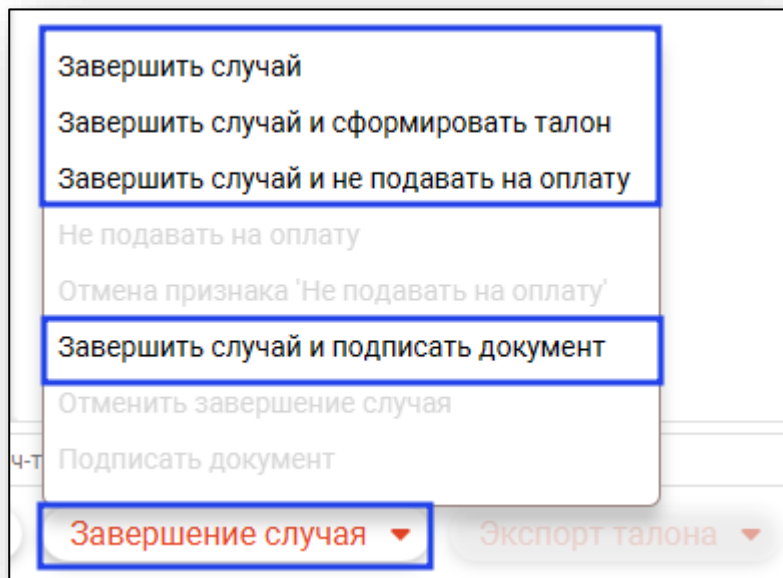 Завершить случай
Завершить случай и сформировать талон
Завершить случай и не подавать на оплату
Не подавать на оплату
Отмена признака 'Не подавать на оплату'
Завершить случай и подписать документ
Отменить завершение случая
ч-т Подписать документ
Завершение случая Экспорт талона